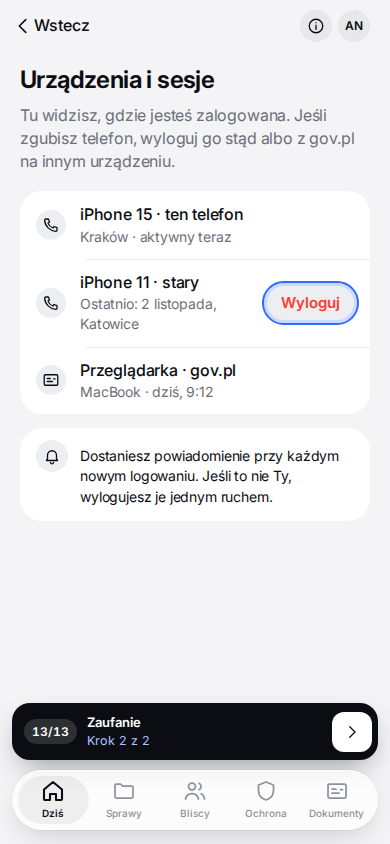 Wstecz
AN
Urządzenia i sesje
Tu widzisz, gdzie jesteś zalogowana. Jeśli
zgubisz telefon, wyloguj go stąd albo z gov.pl
na innym urządzeniu.
iPhone 15 · ten telefon
Kraków · aktywny teraz
iPhone 11 · stary
Ostatnio: 2 listopada,
Katowice
Wyloguj
Przeglądarka · gov.pl
MacBook · dziś, 9:12
Dostaniesz powiadomienie przy każdym
nowym logowaniu. Jeśli to nie Ty,
wylogujesz je jednym ruchem.
13/13
Zaufanie
Krok 2 z 2
Dziś
Sprawy
Bliscy
Ochrona
Dokumenty